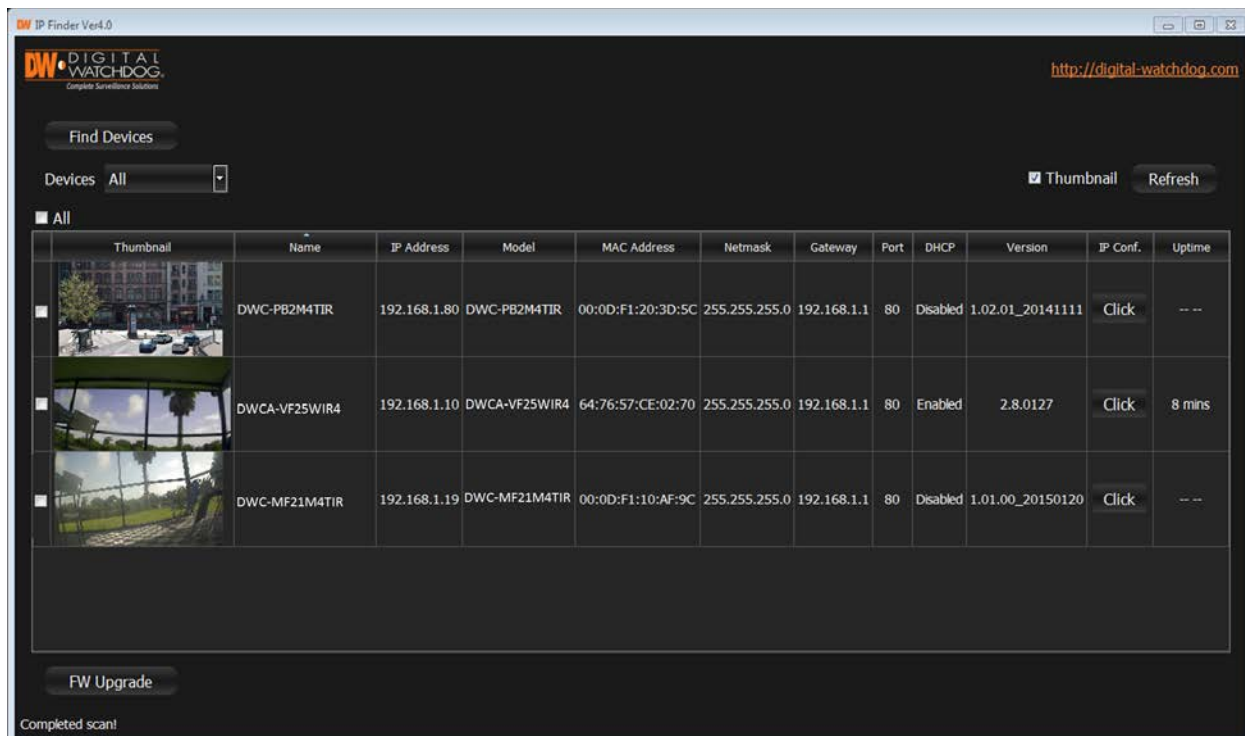 DW IP Finder Ver4.0
DW DIGITAL
WATCHDOG.
Complete Surveillance Solutions
http://digital-watchdog.com
Find Devices
Devices All
Thumbnail Refresh
All
Thumbnail Name IP Address Model MAC Address Netmask Gateway Port DHCP Version IP Conf. Uptime
DWC-PB2M4TIR 192.168.1.80 DWC-PB2M4TIR 00:0D:F1:20:3D:5C 255.255.255.0 192.168.1.1 80 Disabled 1.02.01_20141111 Click -- --
DWCA-VF25WIR4 192.168.1.10 DWCA-VF25WIR4 64:76:57:CE:02:70 255.255.255.0 192.168.1.1 80 Enabled 2.8.0127 Click 8 mins
DWC-MF21M4TIR 192.168.1.19 DWC-MF21M4TIR 00:0D:F1:10:AF:9C 255.255.255.0 192.168.1.1 80 Disabled 1.01.00_20150120 Click -- --
FW Upgrade
Completed scan!